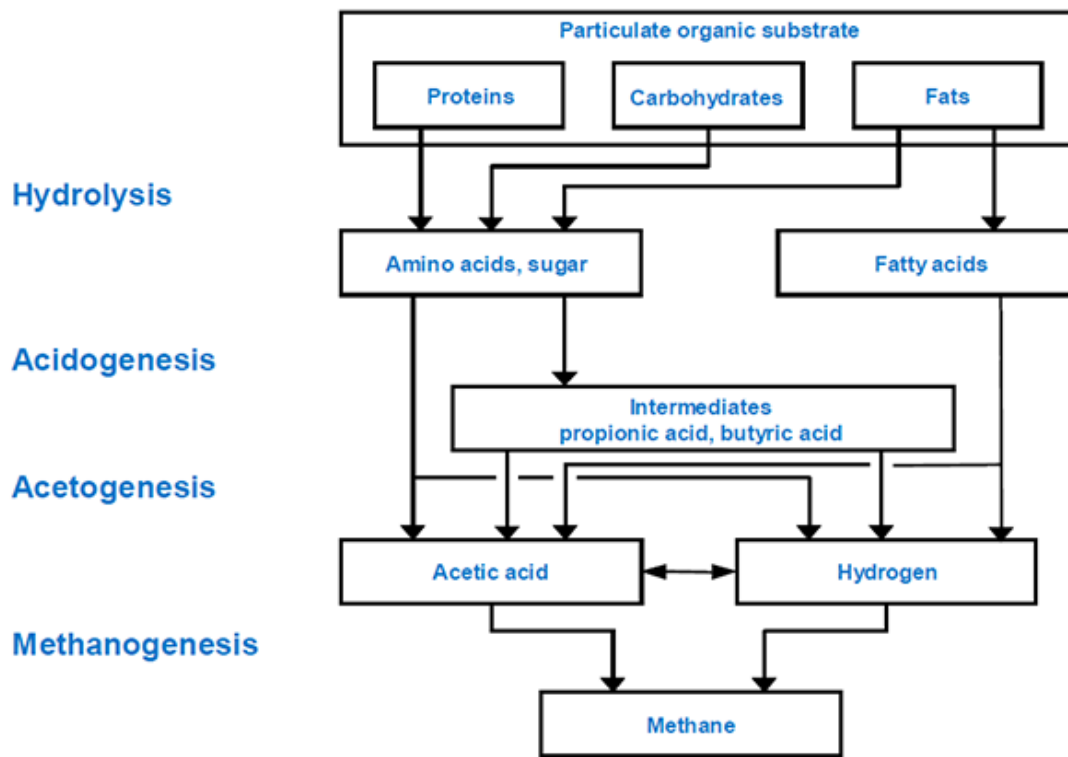 Particulate organic substrate
Proteins
Carbohydrates
Fats
Hydrolysis
Amino acids, sugar
Fatty acids
Acidogenesis
Intermediates
propionic acid, butyric acid
Acetogenesis
Acetic acid
Hydrogen
Methanogenesis
Methane